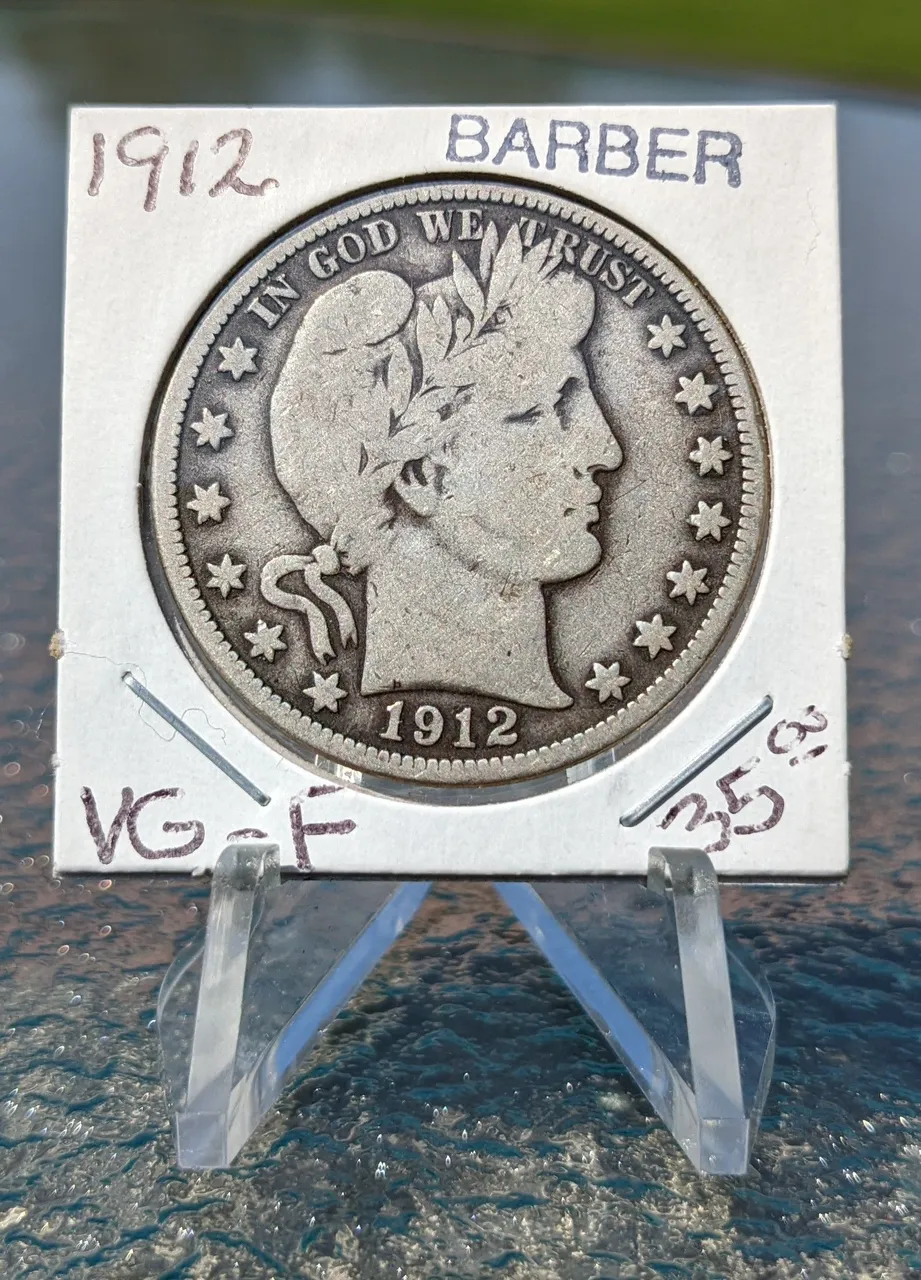 1912 BARBER
IN GOD WE TRUST
1912
VG-F 35.00